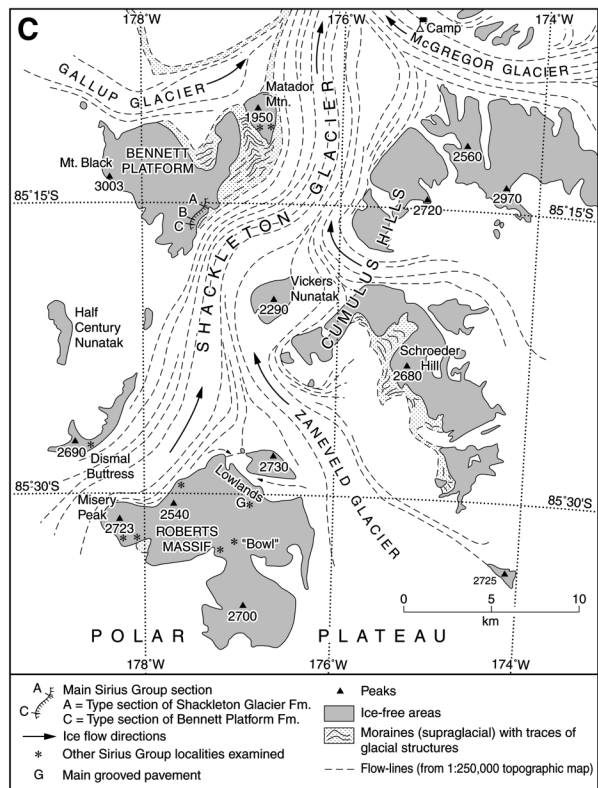 C
178°W
176°W
174°W
Camp
McGREGOR GLACIER
GALLUP GLACIER
Matador
Mtn.
1950
BENNETT
PLATFORM
Mt. Black
3003
2560
2970
2720
85°15'S
85°15'S
A
B
C
SHACKLETON GLACIER
CUMULUS HILLS
Vickers
Nunatak
2290
Half
Century
Nunatak
Schroeder
Hill
2680
ZANEVELD GLACIER
2690
Dismal
Buttress
2730
Lowlands
G
85°30'S
85°30'S
Misery
Peak
2723
2540
ROBERTS
MASSIF
"Bowl"
2725
2700
0 5 10
km
POLAR PLATEAU
178°W
176°W
174°W
A
C
Main Sirius Group section
A = Type section of Shackleton Glacier Fm.
C = Type section of Bennett Platform Fm.
Ice flow directions
Other Sirius Group localities examined
G Main grooved pavement
Peaks
Ice-free areas
Moraines (supraglacial) with traces of
glacial structures
Flow-lines (from 1:250,000 topographic map)